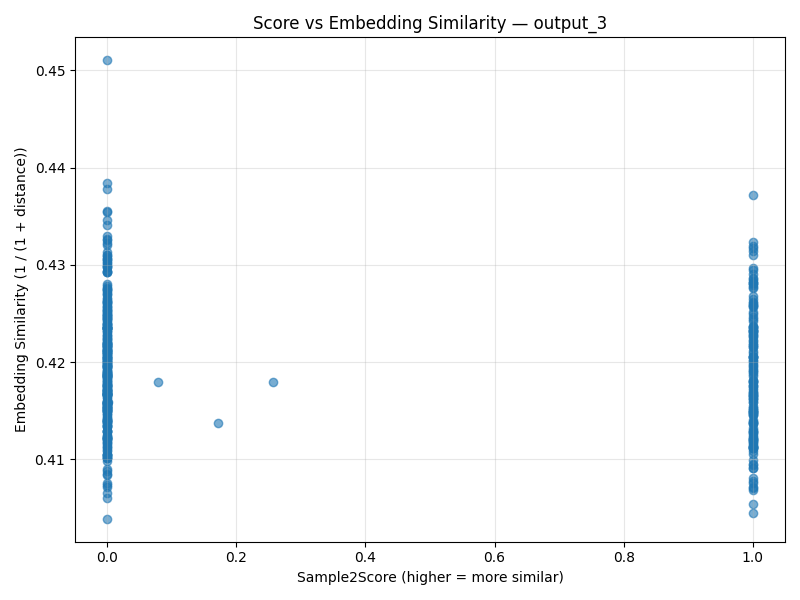 Score vs Embedding Similarity — output_3
Embedding Similarity (1 / (1 + distance))
0.45
0.44
0.43
0.42
0.41
0.0 0.2 0.4 0.6 0.8 1.0
Sample2Score (higher = more similar)